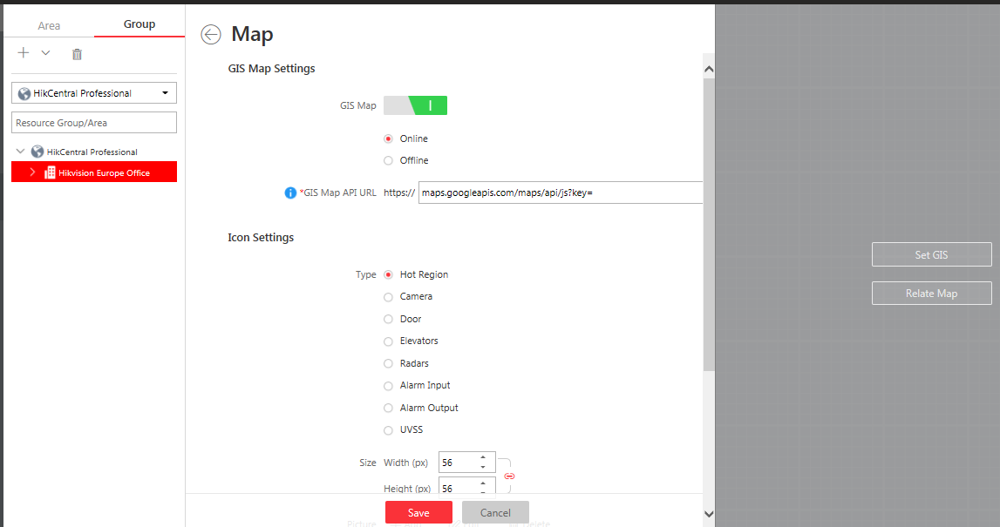 Area
Group
HikCentral Professional
Resource Group/Area
HikCentral Professional
Hikvision Europe Office
Map
GIS Map Settings
GIS Map
Online
Offline
*GIS Map API URL https:// maps.googleapis.com/maps/api/js?key=
Icon Settings
Type
Hot Region
Camera
Door
Elevators
Radars
Alarm Input
Alarm Output
UVSS
Size Width (px) 56
Height (px) 56
Save
Cancel
Picture
Delete
Set GIS
Relate Map